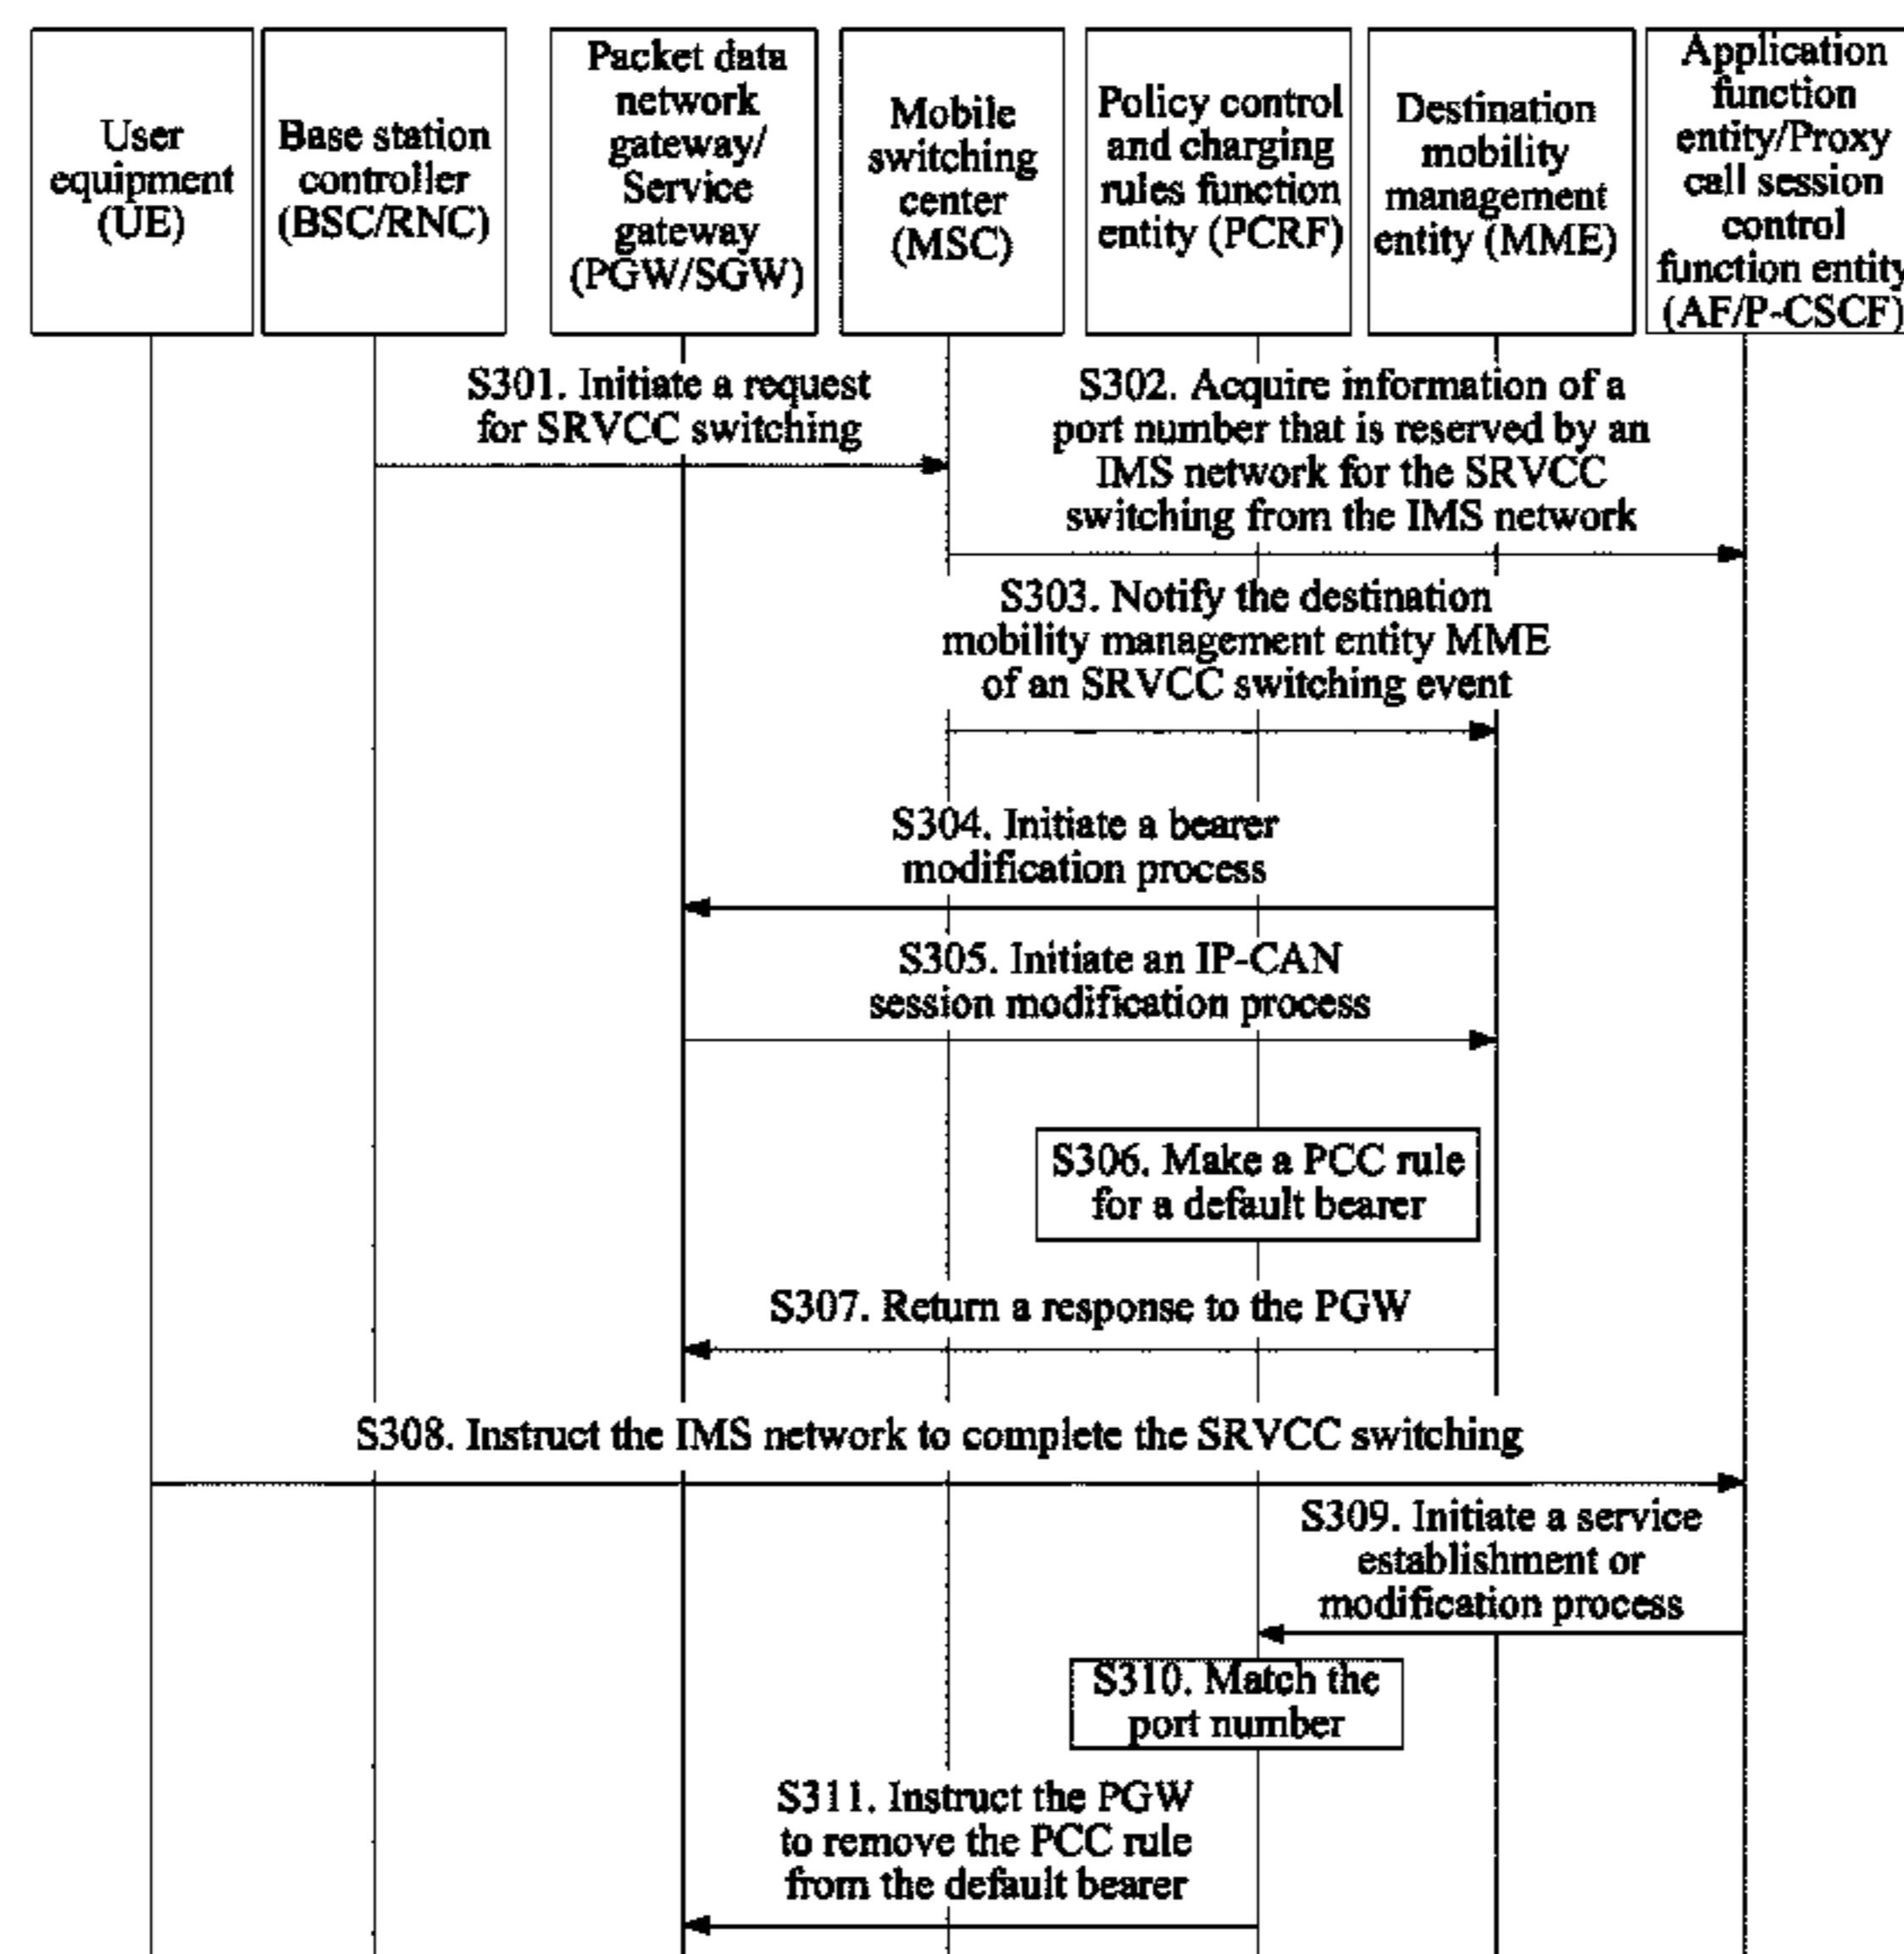 User
equipment
(UE)
Base station
controller
(BSC/RNC)
Packet data
network
gateway/
Service
gateway
(PGW/SGW)
Mobile
switching
center
(MSC)
Policy control
and charging
rules function
entity (PCRF)
Destination
mobility
management
entity (MME)
Application
function
entity/Proxy
call session
control
function entity
(AF/P-CSCF)
S301. Initiate a request
for SRVCC switching
S302. Acquire information of a
port number that is reserved by an
IMS network for the SRVCC
switching from the IMS network
S303. Notify the destination
mobility management entity MME
of an SRVCC switching event
S304. Initiate a bearer
modification process
S305. Initiate an IP-CAN
session modification process
S306. Make a PCC rule
for a default bearer
S307. Return a response to the PGW
S308. Instruct the IMS network to complete the SRVCC switching
S309. Initiate a service
establishment or
modification process
S310. Match the
port number
S311. Instruct the PGW
to remove the PCC rule
from the default bearer